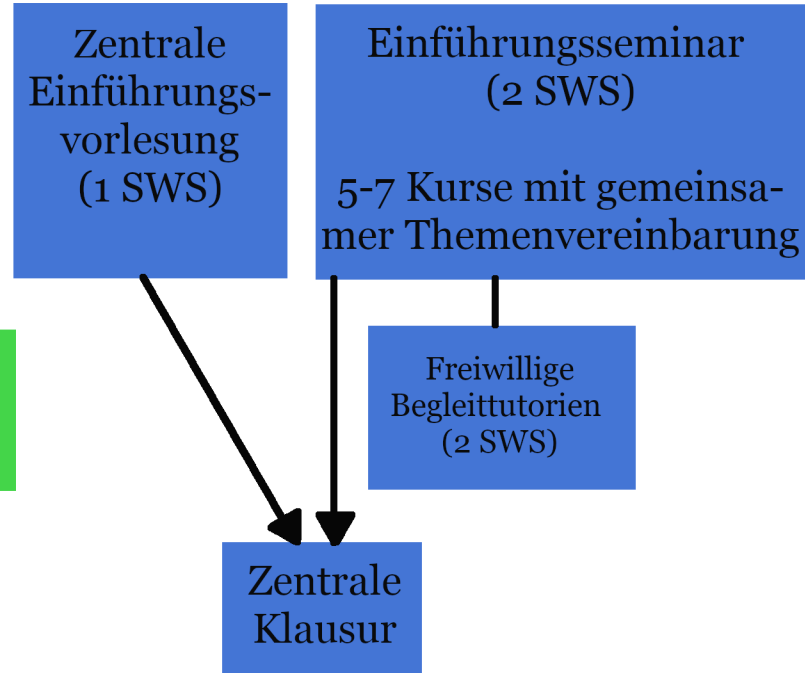 Zentrale
Einführungs-
vorlesung
(1 SWS)
Einführungsseminar
(2 SWS)
5-7 Kurse mit gemeinsa-
mer Themenvereinbarung
Freiwillige
Begleittutorien
(2 SWS)
Zentrale
Klausur